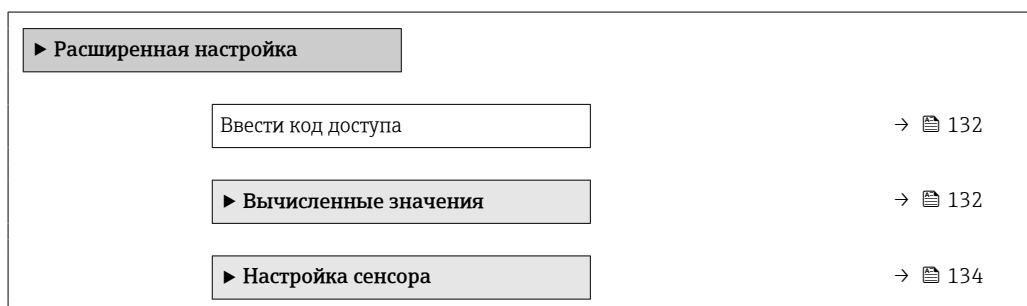 ▶ Расширенная настройка
Ввести код доступа → 132
▶ Вычисленные значения → 132
▶ Настройка сенсора → 134